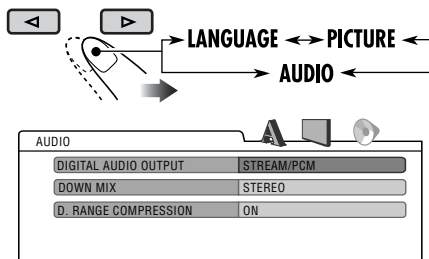 LANGUAGE PICTURE
AUDIO
AUDIO
DIGITAL AUDIO OUTPUT STREAM/PCM
DOWN MIX STEREO
D. RANGE COMPRESSION ON